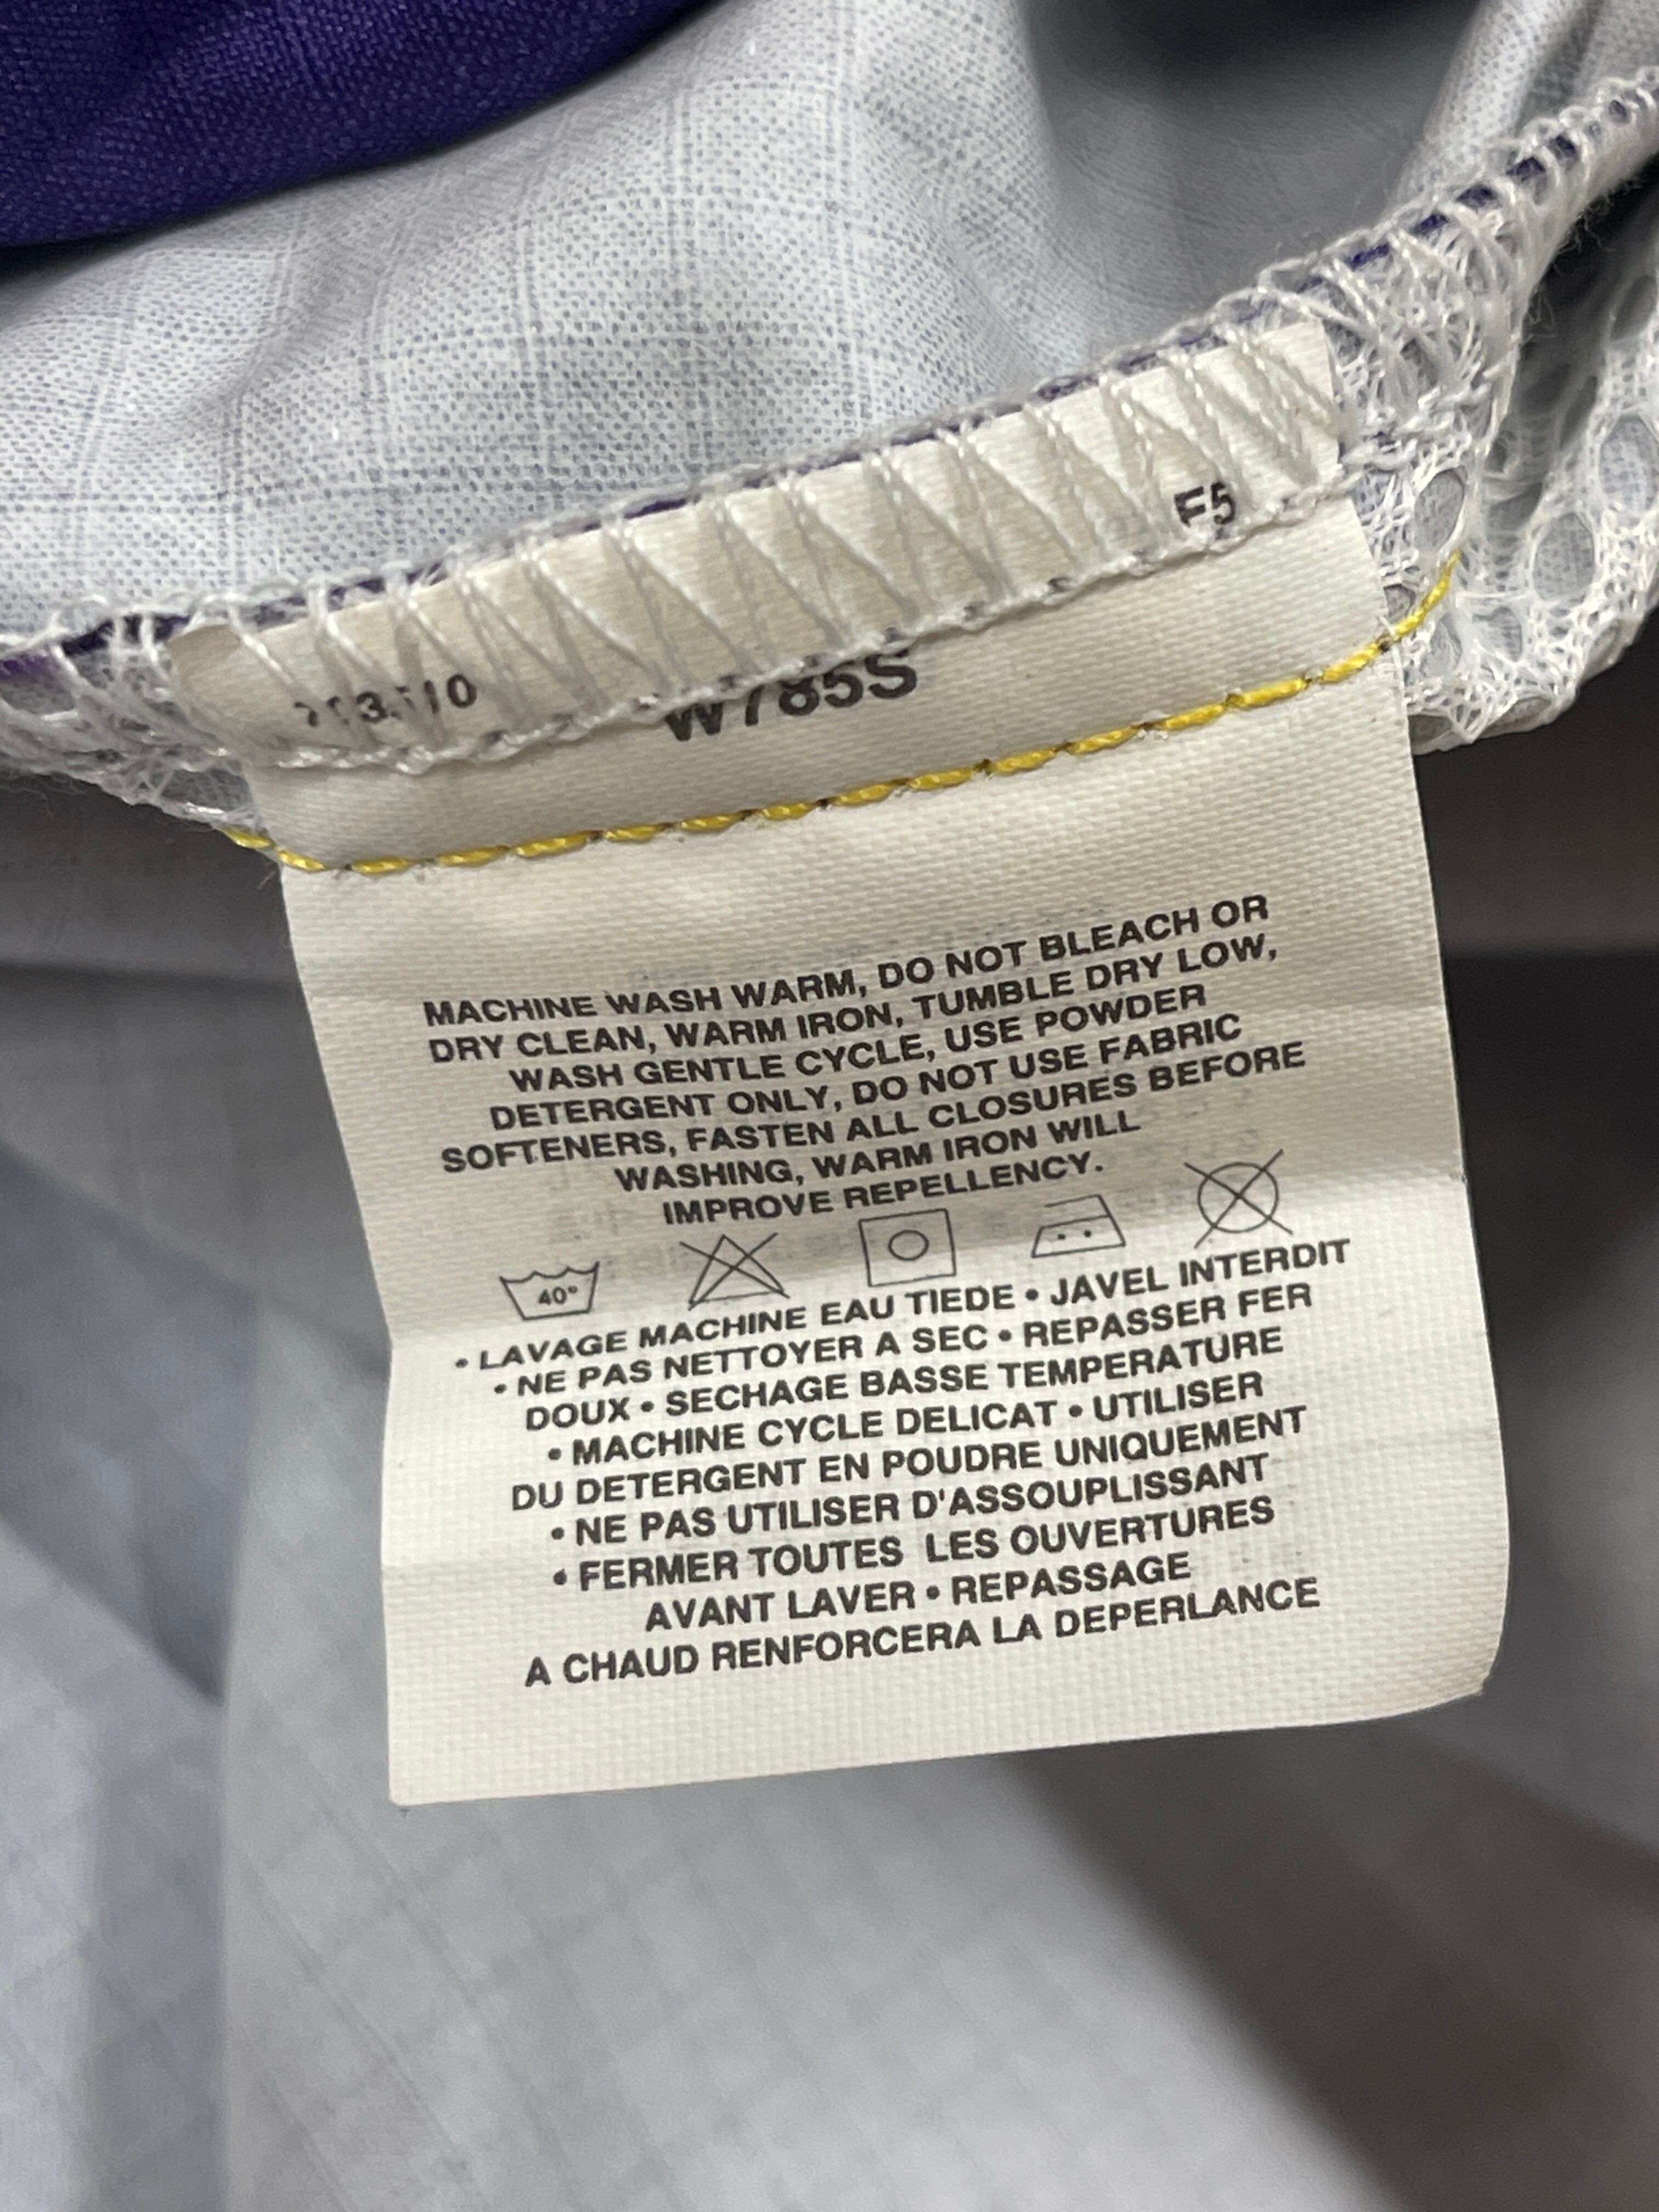 F5
W785S
MACHINE WASH WARM, DO NOT BLEACH OR
DRY CLEAN, WARM IRON, TUMBLE DRY LOW,
WASH GENTLE CYCLE, USE POWDER
DETERGENT ONLY, DO NOT USE FABRIC
SOFTENERS, FASTEN ALL CLOSURES BEFORE
WASHING, WARM IRON WILL
IMPROVE REPELLENCY.
40°
• LAVAGE MACHINE EAU TIEDE • JAVEL INTERDIT
• NE PAS NETTOYER A SEC • REPASSER FER
DOUX • SECHAGE BASSE TEMPERATURE
• MACHINE CYCLE DELICAT • UTILISER
DU DETERGENT EN POUDRE UNIQUEMENT
• NE PAS UTILISER D'ASSOUPLISSANT
• FERMER TOUTES LES OUVERTURES
AVANT LAVER • REPASSAGE
A CHAUD RENFORCERA LA DEPERLANCE